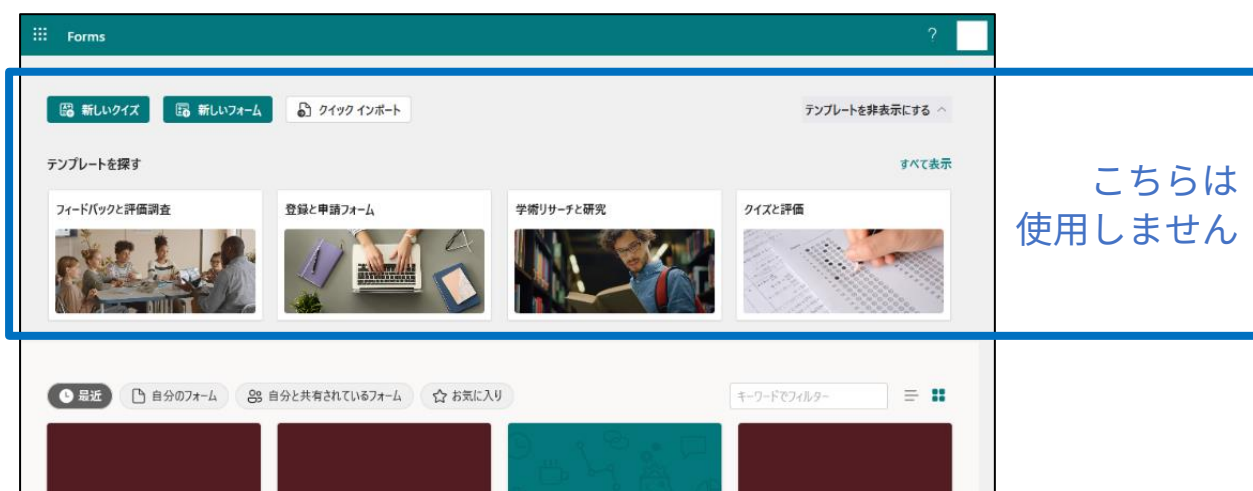 Forms
?
新しいクイズ
新しいフォーム
クイック インポート
テンプレートを非表示にする
テンプレートを探す
すべて表示
フィードバックと評価調査
登録と申請フォーム
学術リサーチと研究
クイズと評価
こちらは
使用しません
最近
自分のフォーム
自分と共有されているフォーム
お気に入り
キーワードでフィルター